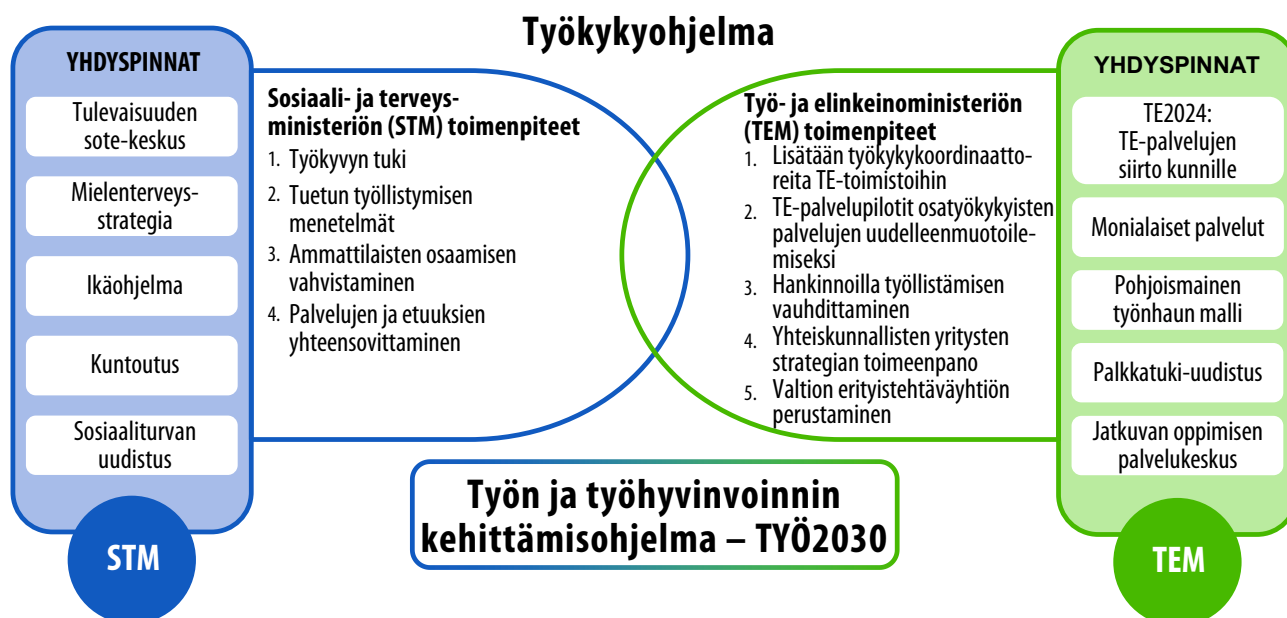 Työkykyohjelma
YHDYSPINNAT
Tulevaisuuden
sote-keskus
Mielenterveys-
strategia
Ikäohjelma
Kuntoutus
Sosiaaliturvan
uudistus
STM
Sosiaali- ja terveys-
ministeriön (STM) toimenpiteet
1. Työkyvyn tuki
2. Tuetun työllistymisen
menetelmät
3. Ammattilaisten osaamisen
vahvistaminen
4. Palvelujen ja etuuksien
yhteensovittaminen
Työ- ja elinkeinoministeriön
(TEM) toimenpiteet
1. Lisätään työkykykoordinaatto-
reita TE-toimistoihin
2. TE-palvelupilotit osatyökykyisten
palvelujen uudelleenmuotoile-
miseksi
3. Hankinnoilla työllistämisen
vauhdittaminen
4. Yhteiskunnallisten yritysten
strategian toimeenpano
5. Valtion erityistehtäväyhtiön
perustaminen
YHDYSPINNAT
TE2024:
TE-palvelujen
siirto kunnille
Monialaiset palvelut
Pohjoismainen
työnhaun malli
Palkkatuki-uudistus
Jatkuvan oppimisen
palvelukeskus
TEM
Työn ja työhyvinvoinnin
kehittämisohjelma – TYÖ2030